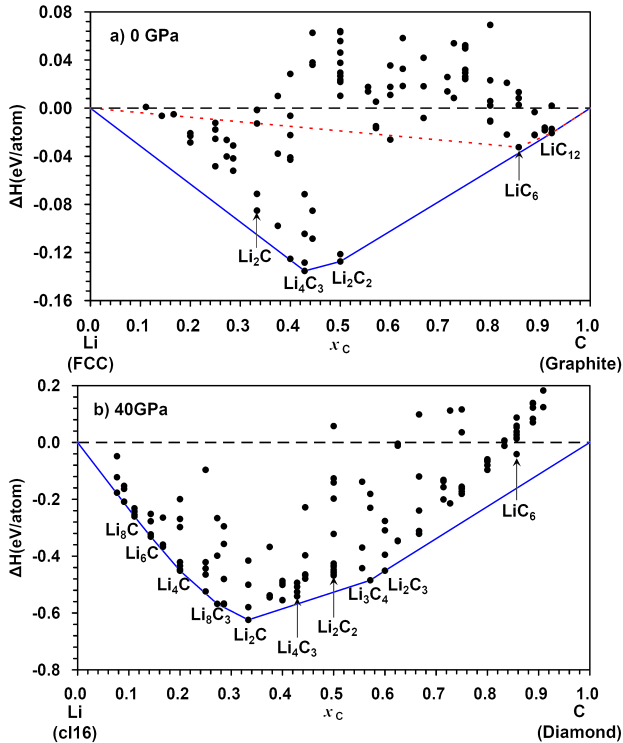 a) 0 GPa
ΔH(eV/atom)
0.08
0.04
0.00
-0.04
-0.08
-0.12
-0.16
Li₂C
Li₄C₃
Li₂C₂
LiC₆
LiC₁₂
0.0 0.1 0.2 0.3 0.4 0.5 0.6 0.7 0.8 0.9 1.0
Li x C C
(FCC) (Graphite)
b) 40GPa
ΔH(eV/atom)
0.2
0.0
-0.2
-0.4
-0.6
-0.8
Li₈C
Li₆C
Li₄C
Li₈C₃
Li₂C
Li₄C₃
Li₂C₂
Li₃C₄
Li₂C₃
LiC₆
0.0 0.1 0.2 0.3 0.4 0.5 0.6 0.7 0.8 0.9 1.0
Li x C C
(cI16) (Diamond)